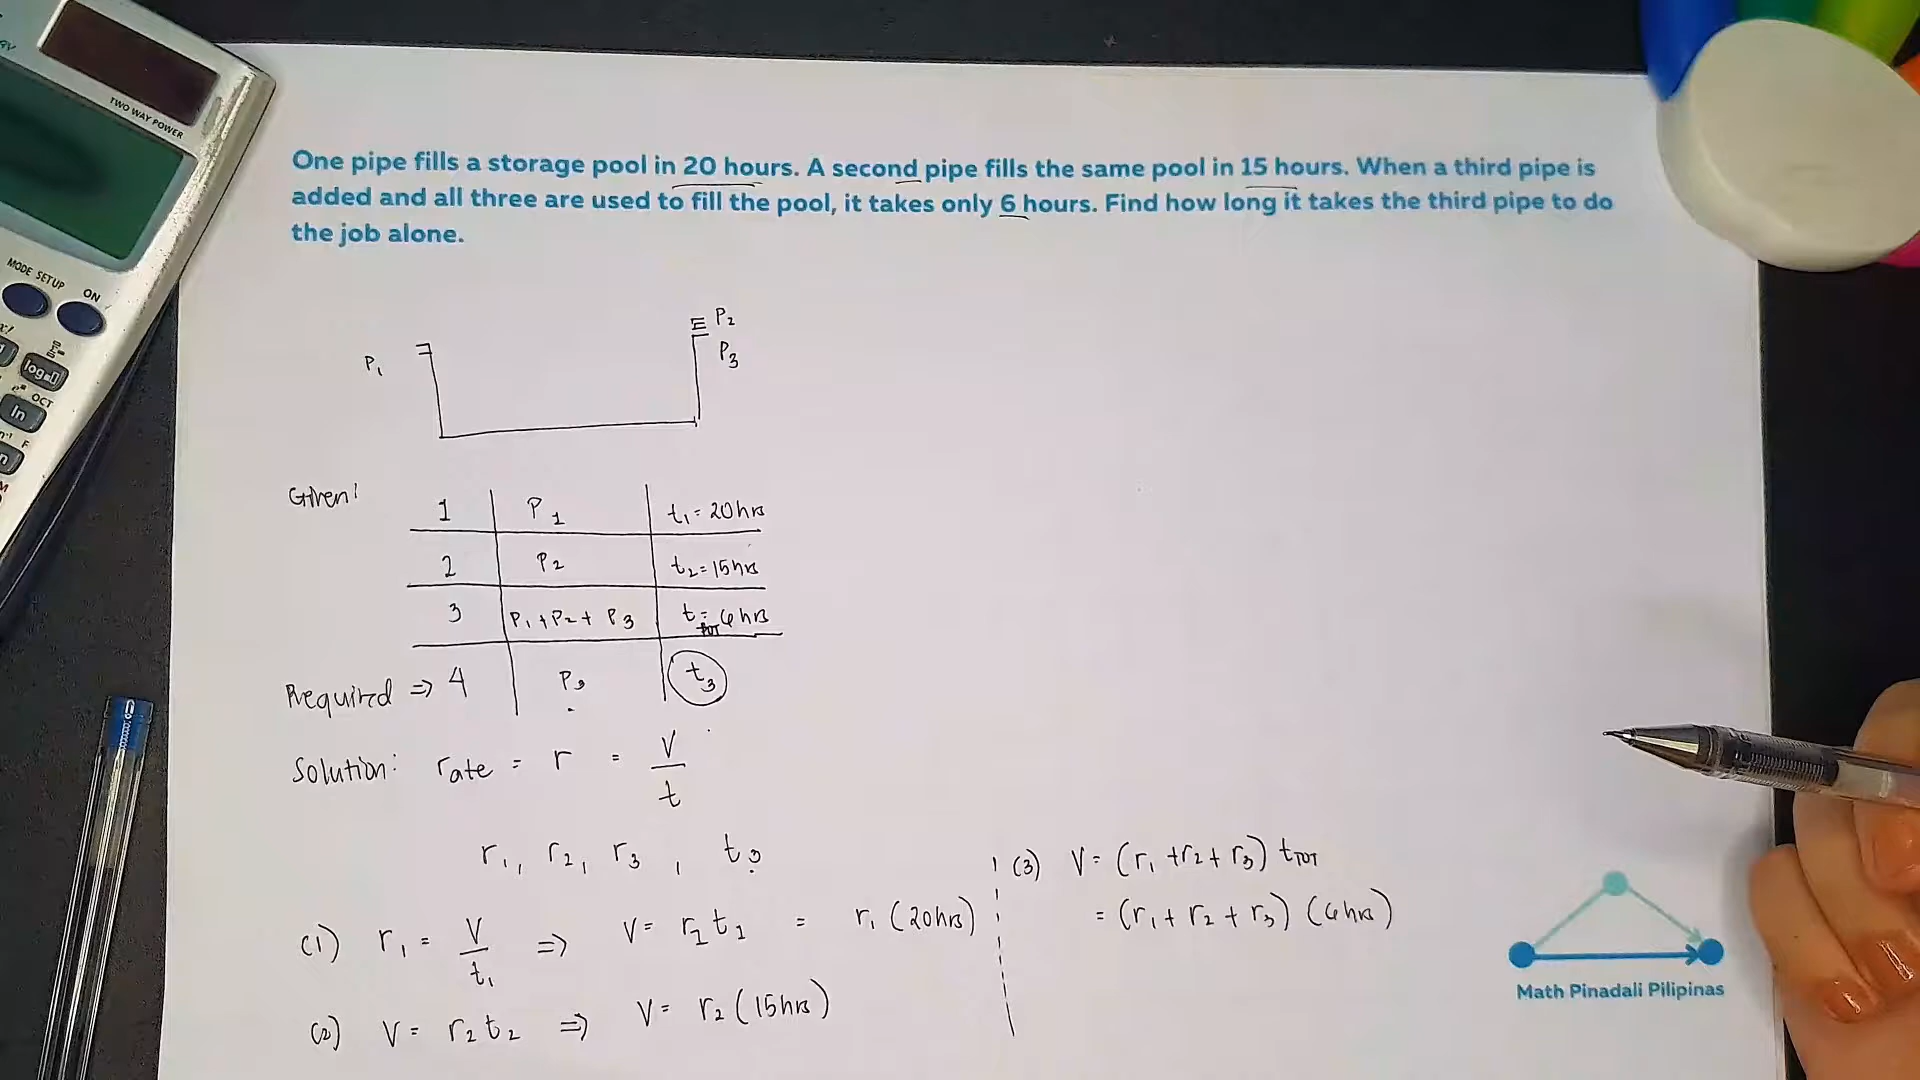 TWO WAY POWER
MODE SETUP ON
log
OCT
ln
F
One pipe fills a storage pool in 20 hours. A second pipe fills the same pool in 15 hours. When a third pipe is
added and all three are used to fill the pool, it takes only 6 hours. Find how long it takes the third pipe to do
the job alone.
P₂
P₁
P₃
Given:
1 P₁ t₁ = 20hrs
2 P₂ t₂ = 15hrs
3 P₁ + P₂ + P₃ t_TOT = 6hrs
Required => 4 P₃ t₃
Solution: rate = r = V/t
r₁, r₂, r₃, t₃
(1) r₁ = V/t₁ => V = r₁t₁ = r₁(20hrs)
(2) V = r₂t₂ => V = r₂(15hrs)
(3) V = (r₁ + r₂ + r₃) t_TOT
= (r₁ + r₂ + r₃)(6hrs)
Math Pinadali Pilipinas